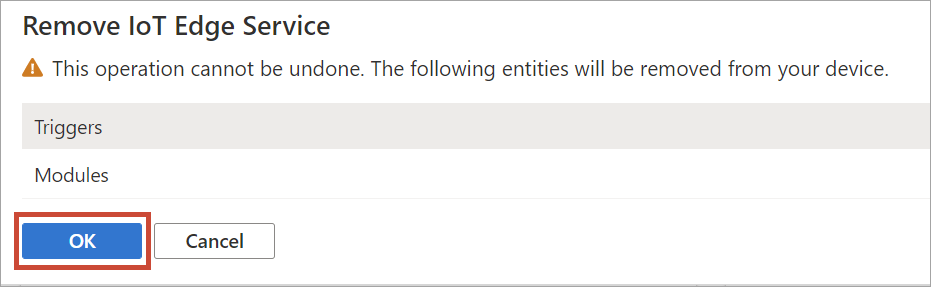 Remove IoT Edge Service
This operation cannot be undone. The following entities will be removed from your device.
Triggers
Modules
OK
Cancel